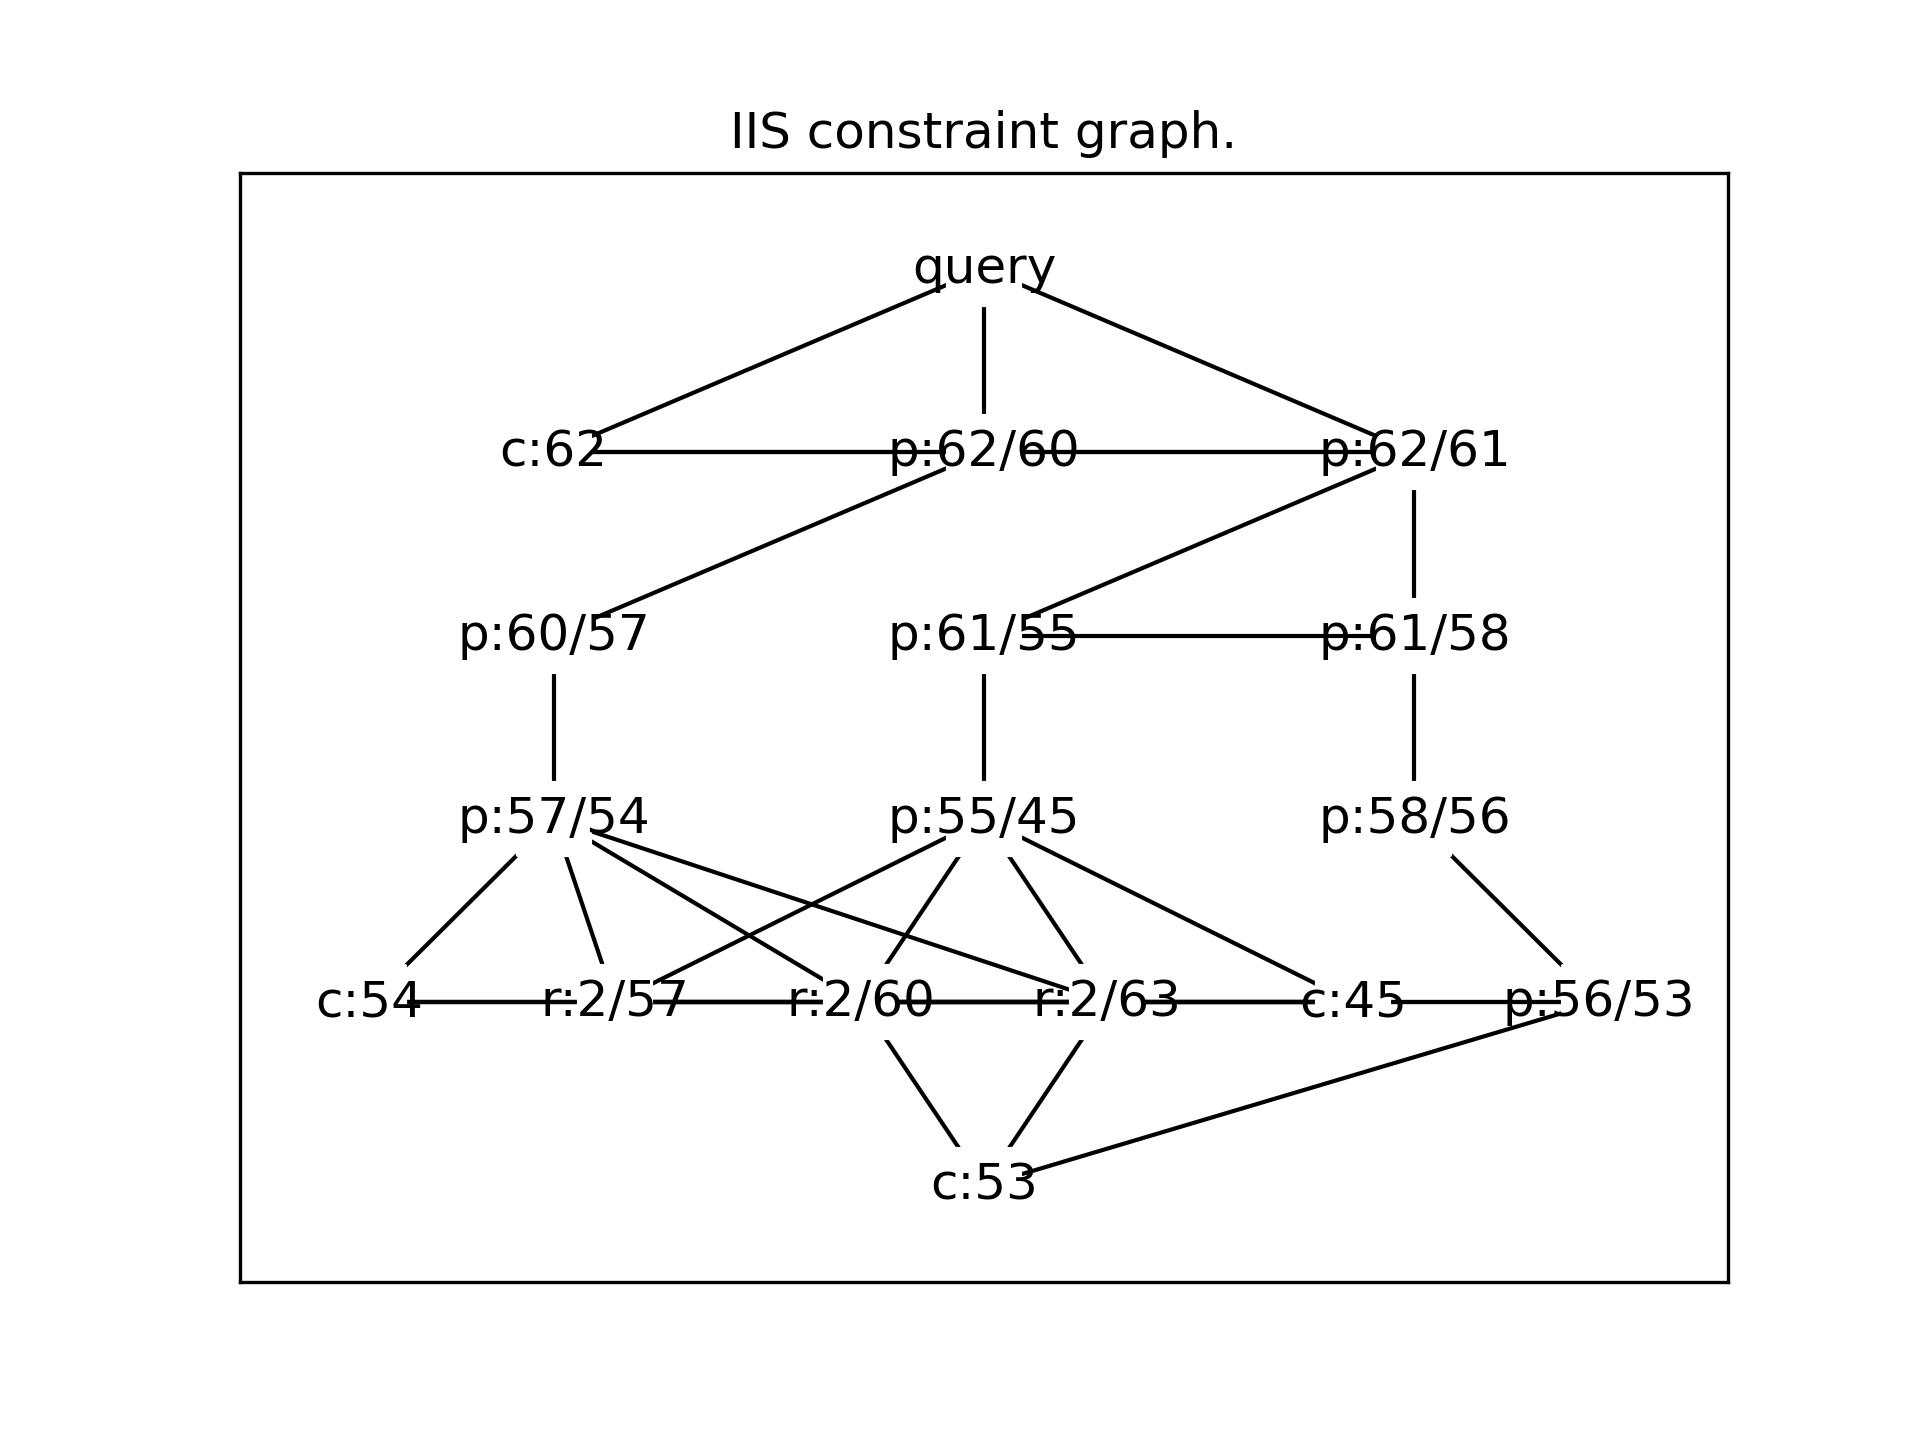 IIS constraint graph.
query
c:62 p:62/60 p:62/61
p:60/57 p:61/55 p:61/58
p:57/54 p:55/45 p:58/56
c:54 r:2/57 r:2/60 r:2/63 c:45 p:56/53
c:53